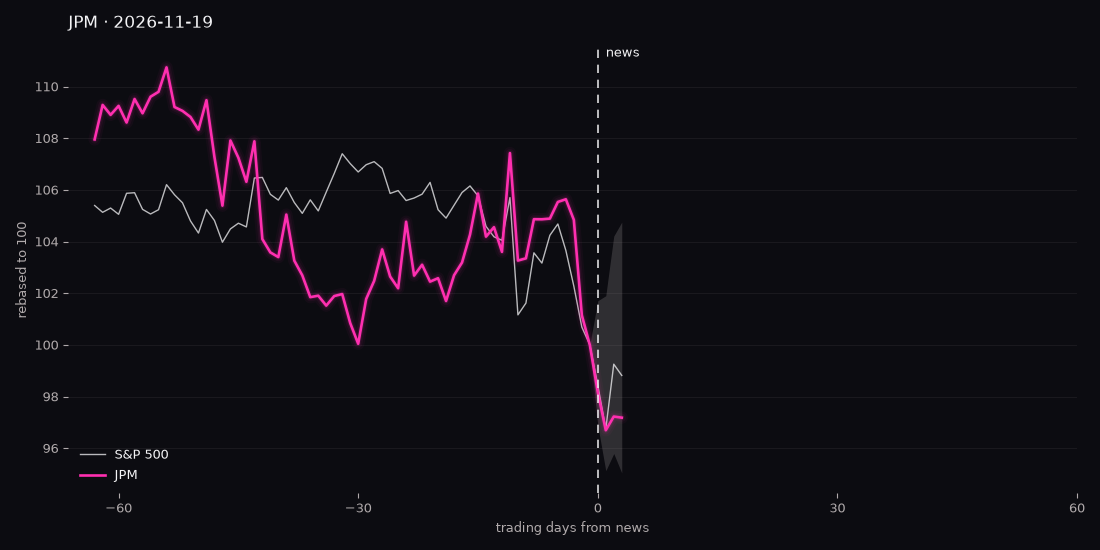 JPM · 2026-11-19
news
110
108
106
104
102
100
98
96
rebased to 100
S&P 500
JPM
−60
−30
0
30
60
trading days from news